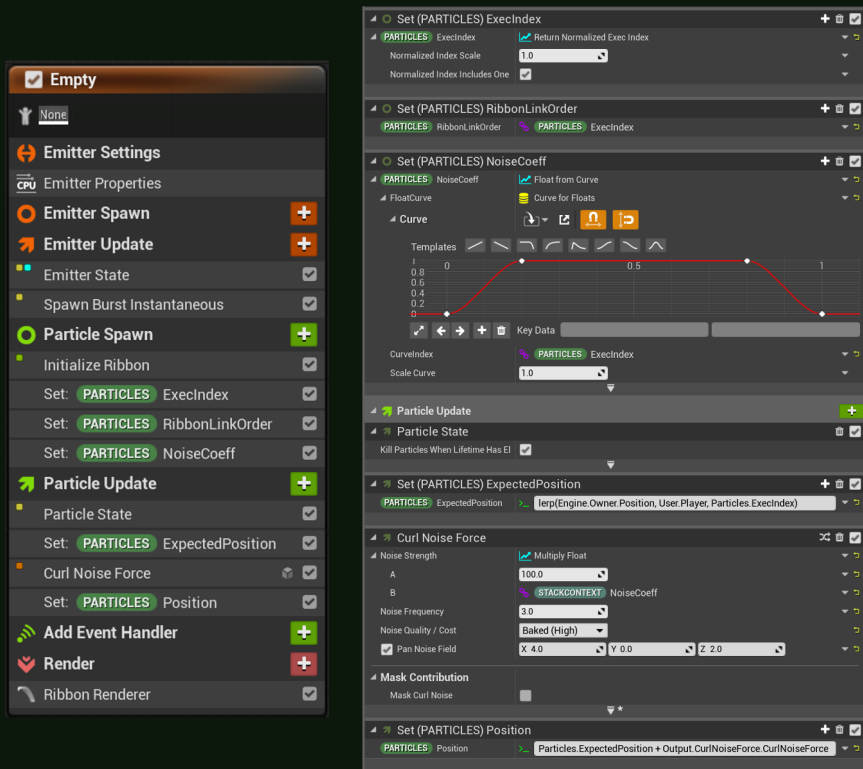 Empty
None
Emitter Settings
CPU Emitter Properties
Emitter Spawn
Emitter Update
Emitter State
Spawn Burst Instantaneous
Particle Spawn
Initialize Ribbon
Set: PARTICLES ExecIndex
Set: PARTICLES RibbonLinkOrder
Set: PARTICLES NoiseCoeff
Particle Update
Particle State
Set: PARTICLES ExpectedPosition
Curl Noise Force
Set: PARTICLES Position
Add Event Handler
Render
Ribbon Renderer
Set (PARTICLES) ExecIndex
PARTICLES ExecIndex Return Normalized Exec Index
Normalized Index Scale 1.0
Normalized Index Includes One
Set (PARTICLES) RibbonLinkOrder
PARTICLES RibbonLinkOrder PARTICLES ExecIndex
Set (PARTICLES) NoiseCoeff
PARTICLES NoiseCoeff Float from Curve
FloatCurve Curve for Floats
Curve
Templates
1 0 0.5 1
0.8
0.6
0.4
0.2
0
Key Data
CurveIndex PARTICLES ExecIndex
Scale Curve 1.0
Particle Update
Particle State
Kill Particles When Lifetime Has El
Set (PARTICLES) ExpectedPosition
PARTICLES ExpectedPosition lerp(Engine.Owner.Position, User.Player, Particles.ExecIndex)
Curl Noise Force
Noise Strength Multiply Float
A 100.0
B STACKCONTEXT NoiseCoeff
Noise Frequency 3.0
Noise Quality / Cost Baked (High)
Pan Noise Field X 4.0 Y 0.0 Z 2.0
Mask Contribution
Mask Curl Noise
Set (PARTICLES) Position
PARTICLES Position Particles.ExpectedPosition + Output.CurlNoiseForce.CurlNoiseForce